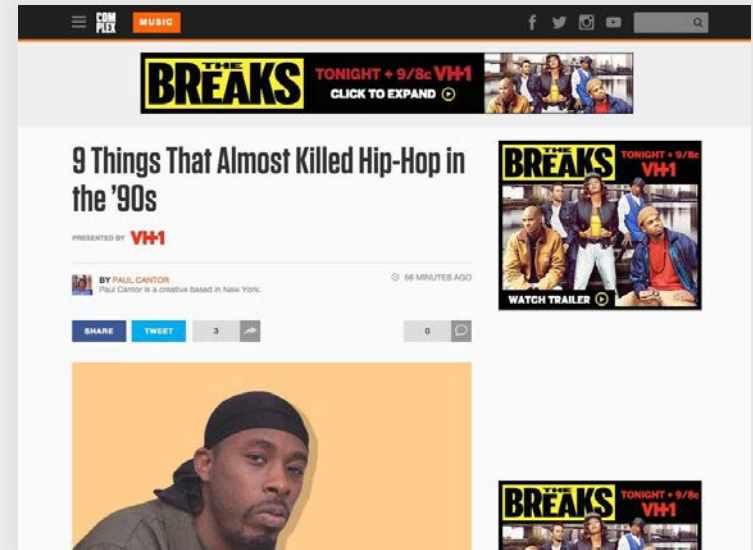 COM
PLEX
MUSIC
THE
BREAKS
TONIGHT + 9/8c VH1
CLICK TO EXPAND
9 Things That Almost Killed Hip-Hop in
the ’90s
PRESENTED BY VH1
BY PAUL CANTOR
Paul Cantor is a creative based in New York.
56 MINUTES AGO
SHARE
TWEET
3
0
THE
BREAKS
TONIGHT + 9/8c
VH1
WATCH TRAILER
THE
BREAKS
TONIGHT + 9/8c
VH1